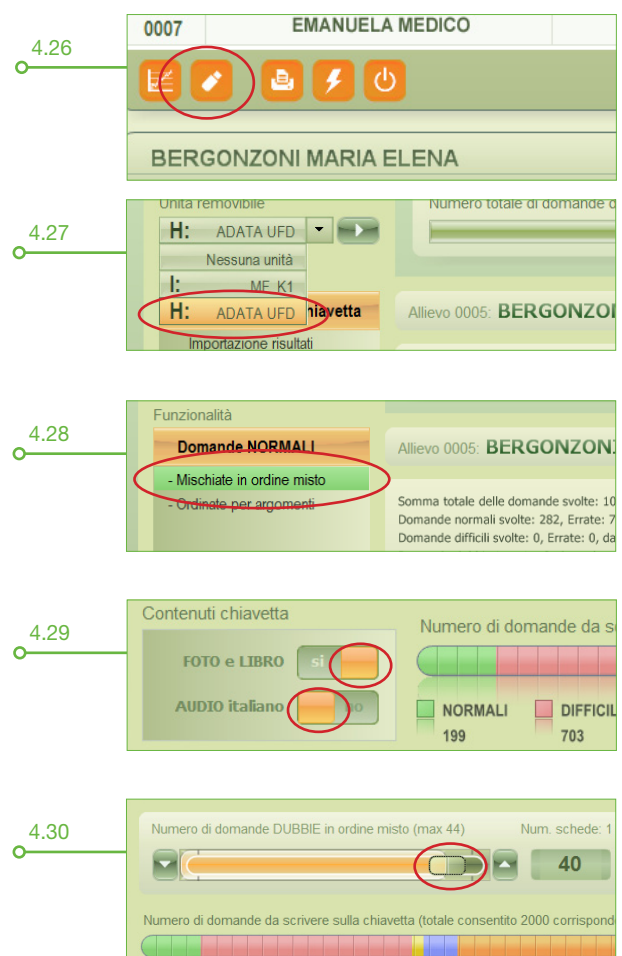 4.26
0007 EMANUELA MEDICO
BERGONZONI MARIA ELENA
4.27
Unità removibile
Numero totale di domande d
H: ADATA UFD
Nessuna unità
I: MF K1
H: ADATA UFD
hiavetta
Allievo 0005: BERGONZO
Importazione risultati
4.28
Funzionalità
Domande NORMALI
Allievo 0005: BERGONZON
- Mischiate in ordine misto
- Ordinate per argomenti
Somma totale delle domande svolte: 10
Domande normali svolte: 282, Errate: 7
Domande difficili svolte: 0, Errate: 0, da
4.29
Contenuti chiavetta
Numero di domande da s
FOTO e LIBRO si
AUDIO italiano no
NORMALI DIFFICIL
199 703
4.30
Numero di domande DUBBIE in ordine misto (max 44) Num. schede: 1
40
Numero di domande da scrivere sulla chiavetta (totale consentito 2000 corrispond